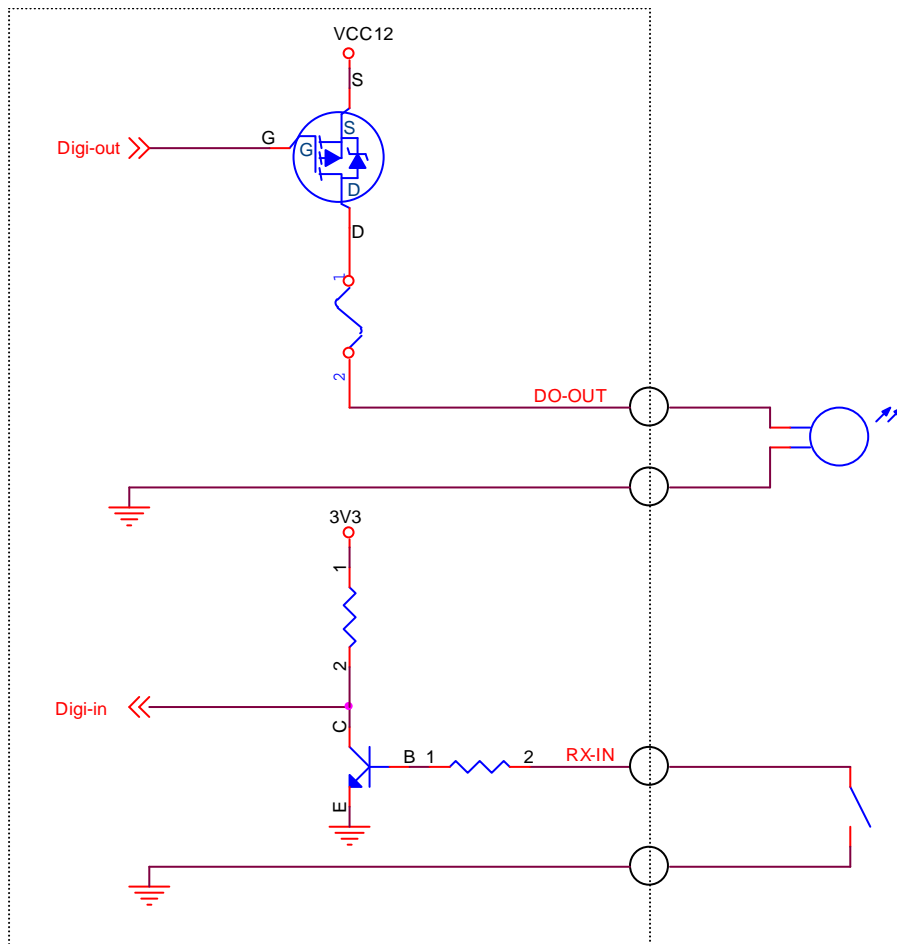 VCC12
S
Digi-out
G
S
G
D
D
1
2
DO-OUT
3V3
1
2
Digi-in
C
B 1 2 RX-IN
E